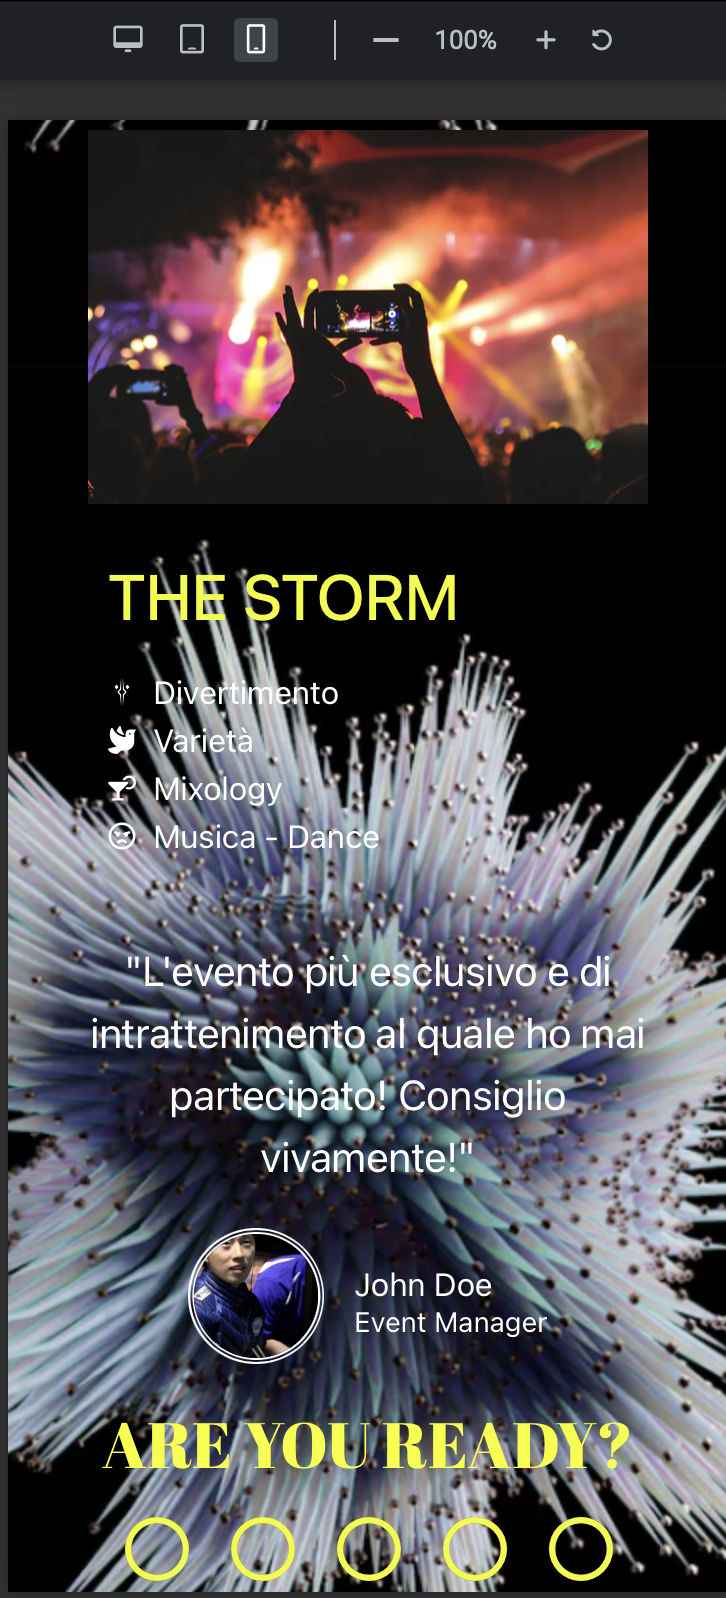 100%
THE STORM
Divertimento
Varietà
Mixology
Musica - Dance
"L'evento più esclusivo e di
intrattenimento al quale ho mai
partecipato! Consiglio
vivamente!"
John Doe
Event Manager
ARE YOU READY?